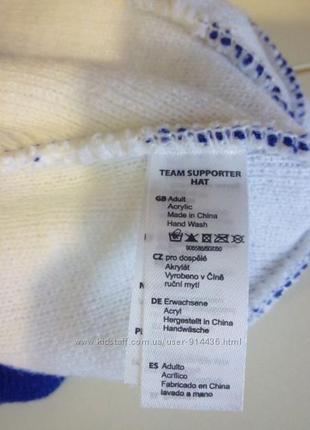 TEAM SUPPORTER
HAT
GB Adult
Acrylic
Made in China
Hand Wash
CZ pro dospělé
Akrylát
Vyrobeno v Číně
ruční mytí
DE Erwachsene
Acryl
Hergestellt in China
Handwäsche
ES Adulto
Acrílico
Fabricado en China
lavado a mano
www.kidstaff.com.ua/user-914436.html